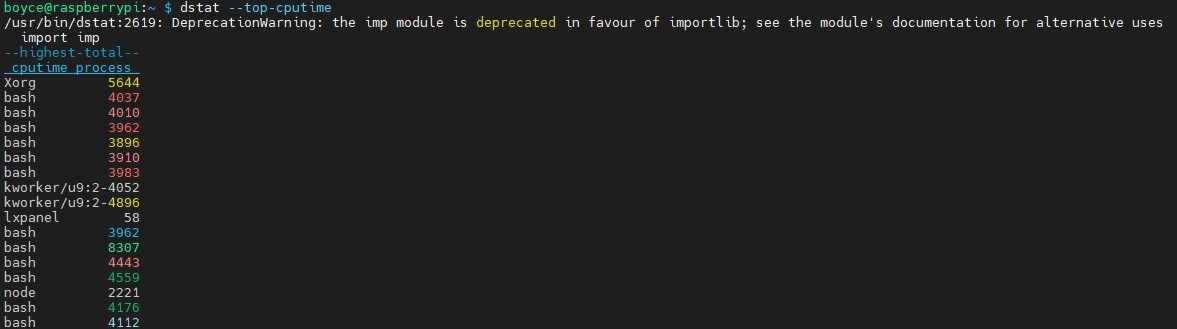 boyce@raspberrypi:~ $ dstat --top-cputime
/usr/bin/dstat:2619: DeprecationWarning: the imp module is deprecated in favour of importlib; see the module's documentation for alternative uses
  import imp
--highest-total--
 cputime process 
Xorg         5644
bash         4037
bash         4010
bash         3962
bash         3896
bash         3910
bash         3983
kworker/u9:2-4052
kworker/u9:2-4896
lxpanel        58
bash         3962
bash         8307
bash         4443
bash         4559
node         2221
bash         4176
bash         4112